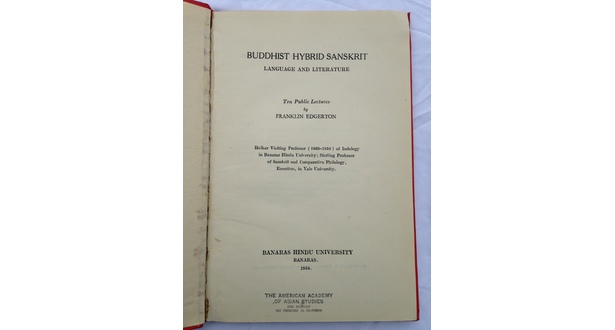 BUDDHIST HYBRID SANSKRIT
LANGUAGE AND LITERATURE
Ten Public Lectures
by
FRANKLIN EDGERTON
Holkar Visiting Professor (1953-1954) of Indology
in Banaras Hindu University; Sterling Professor
of Sanskrit and Comparative Philology,
Emeritus, in Yale University.
BANARAS HINDU UNIVERSITY
BANARAS.
1954.
THE AMERICAN ACADEMY
OF ASIAN STUDIES